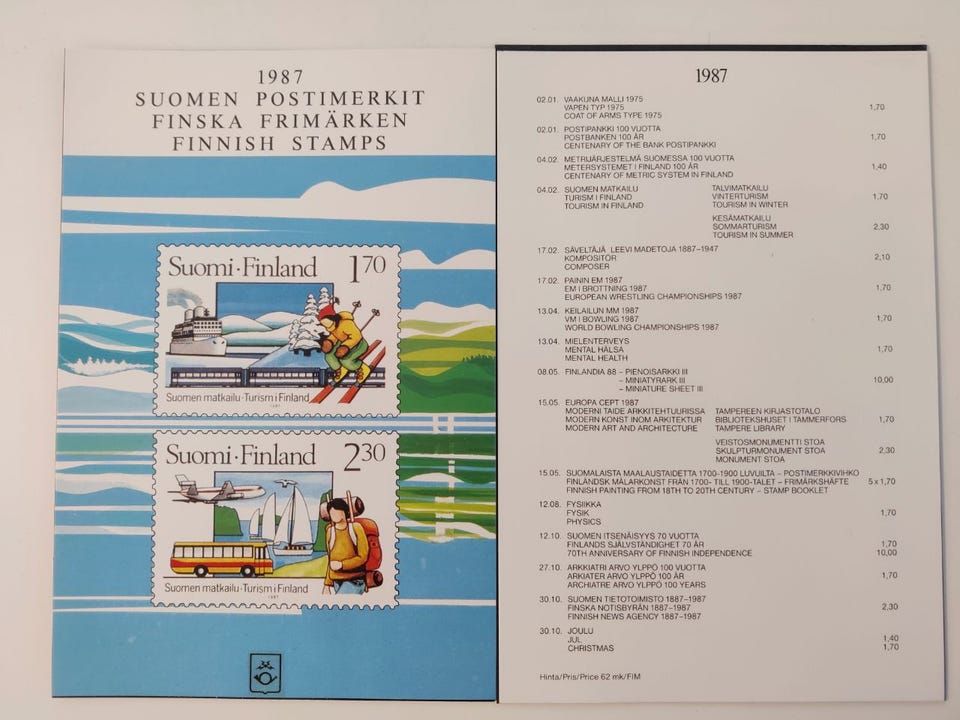 1987
SUOMEN POSTIMERKIT
FINSKA FRIMÄRKEN
FINNISH STAMPS
Suomi·Finland 1 70
Suomen matkailu·Turism i Finland
1987
Suomi·Finland 2 30
Suomen matkailu·Turism i Finland
1987
1987
02.01. VAAKUNA MALLI 1975
VAPEN TYP 1975
COAT OF ARMS TYPE 1975 1,70
02.01. POSTIPANKKI 100 VUOTTA
POSTBANKEN 100 ÅR 1,70
CENTENARY OF THE BANK POSTIPANKKI
04.02. METRIJÄRJESTELMÄ SUOMESSA 100 VUOTTA
METERSYSTEMET I FINLAND 100 ÅR 1,40
CENTENARY OF METRIC SYSTEM IN FINLAND
04.02. SUOMEN MATKAILU TALVIMATKAILU
TURISM I FINLAND VINTERTURISM 1,70
TOURISM IN FINLAND TOURISM IN WINTER
KESÄMATKAILU
SOMMARTURISM 2,30
TOURISM IN SUMMER
17.02. SÄVELTÄJÄ LEEVI MADETOJA 1887–1947
KOMPOSITÖR 2,10
COMPOSER
17.02. PAININ EM 1987
EM I BROTTNING 1987 1,70
EUROPEAN WRESTLING CHAMPIONSHIPS 1987
13.04. KEILAILUN MM 1987
VM I BOWLING 1987 1,70
WORLD BOWLING CHAMPIONSHIPS 1987
13.04. MIELENTERVEYS
MENTAL HÄLSA 1,70
MENTAL HEALTH
08.05. FINLANDIA 88 – PIENOISARKKI III
– MINIATYRARK III 10,00
– MINIATURE SHEET III
15.05. EUROPA CEPT 1987
MODERNI TAIDE ARKKITEHTUURISSA TAMPEREEN KIRJASTOTALO
MODERN KONST INOM ARKITEKTUR BIBLIOTEKSHUSET I TAMMERFORS 1,70
MODERN ART AND ARCHITECTURE TAMPERE LIBRARY
VEISTOSMONUMENTTI STOA
SKULPTURMONUMENT STOA 2,30
MONUMENT STOA
15.05. SUOMALAISTA MAALAUSTAIDETTA 1700-1900 LUVUILTA – POSTIMERKKIVIHKO
FINLÄNDSK MÅLARKONST FRÅN 1700- TILL 1900-TALET – FRIMÄRKSHÄFTE 5 x 1,70
FINNISH PAINTING FROM 18TH TO 20TH CENTURY – STAMP BOOKLET
12.08. FYSIIKKA
FYSIK 1,70
PHYSICS
12.10. SUOMEN ITSENÄISYYS 70 VUOTTA
FINLANDS SJÄLVSTÄNDIGHET 70 ÅR 1,70
70TH ANNIVERSARY OF FINNISH INDEPENDENCE 10,00
27.10. ARKKIATRI ARVO YLPPÖ 100 VUOTTA
ARKIATER ARVO YLPPÖ 100 ÅR 1,70
ARCHIATRE ARVO YLPPÖ 100 YEARS
30.10. SUOMEN TIETOTOIMISTO 1887–1987
FINSKA NOTISBYRÅN 1887–1987 2,30
FINNISH NEWS AGENCY 1887–1987
30.10. JOULU
JUL 1,40
CHRISTMAS 1,70
Hinta/Pris/Price 62 mk/FIM